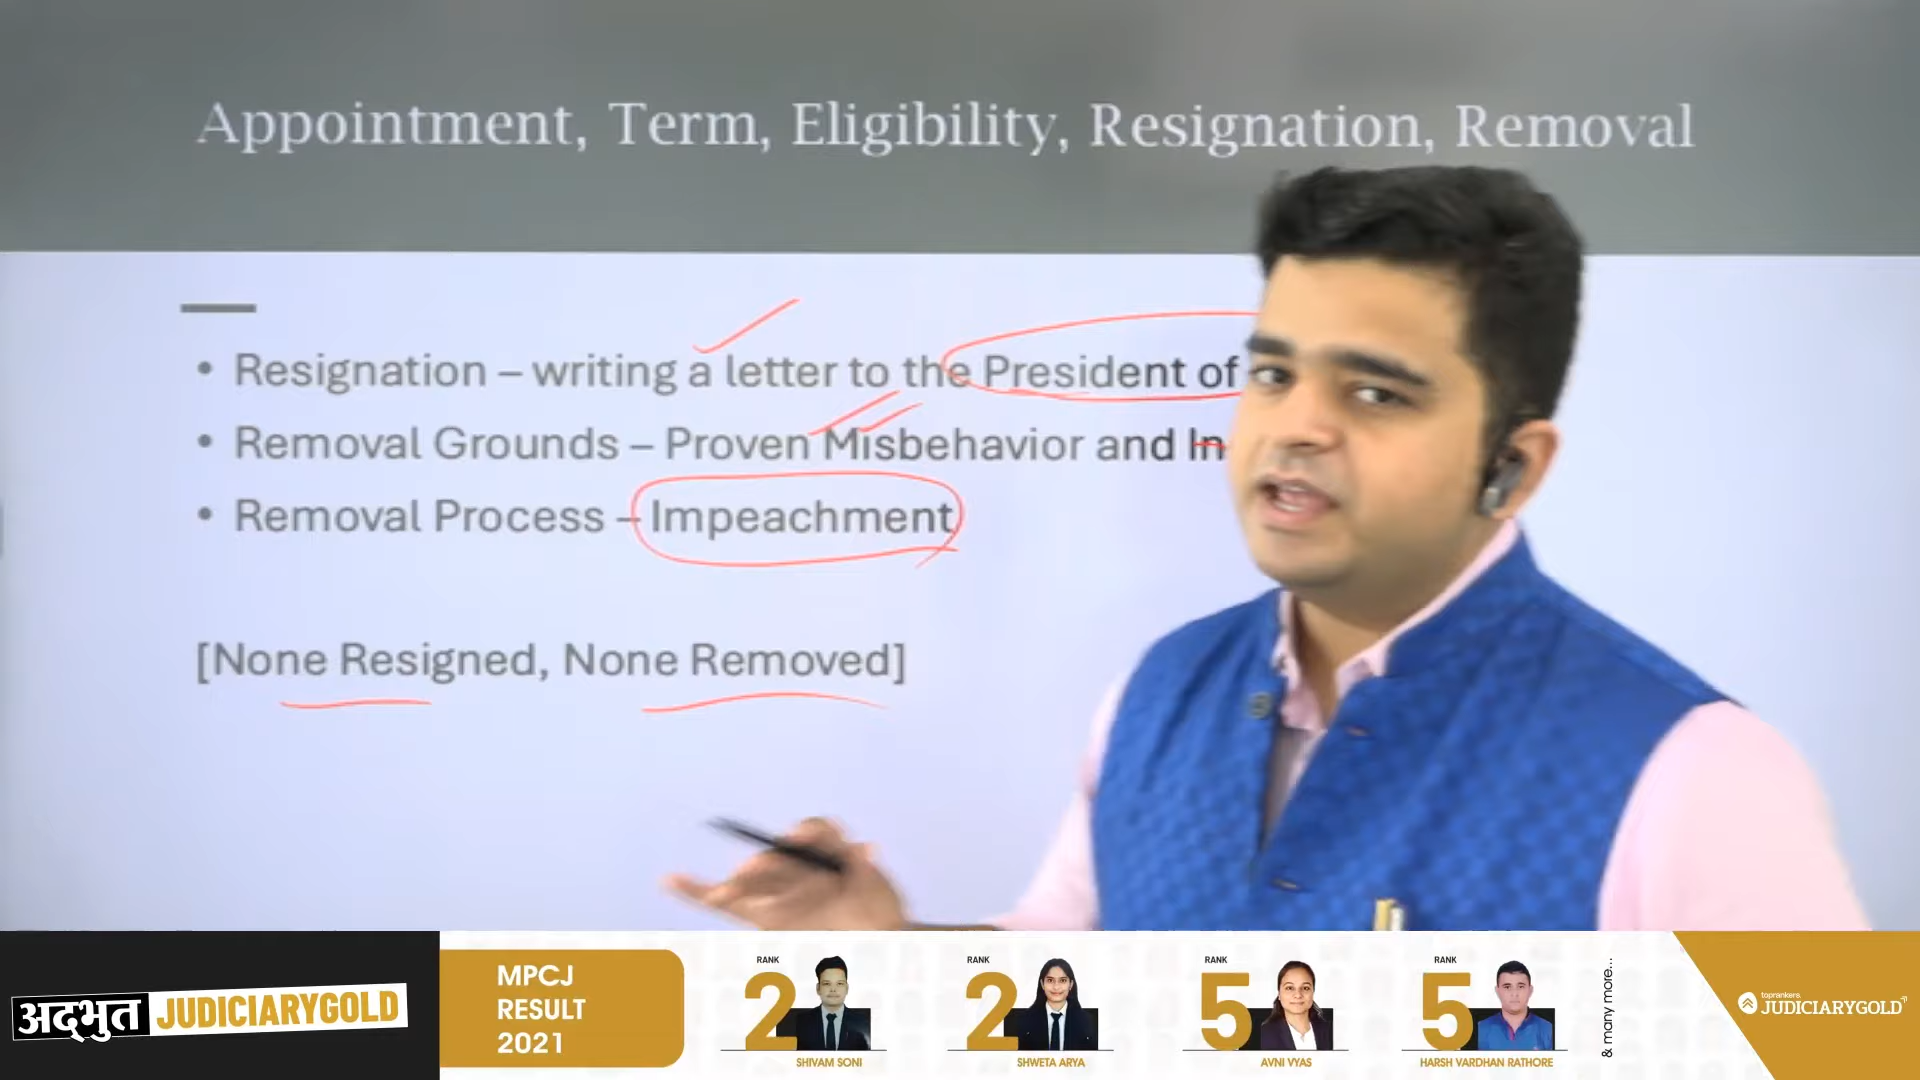 Appointment, Term, Eligibility, Resignation, Removal
• Resignation – writing a letter to the President of
• Removal Grounds – Proven Misbehavior and In
• Removal Process – Impeachment
[None Resigned, None Removed]
अद्भुत JUDICIARYGOLD
MPCJ
RESULT
2021
RANK
2
SHIVAM SONI
RANK
2
SHWETA ARYA
RANK
5
AVNI VYAS
RANK
5
HARSH VARDHAN RATHORE
& many more...
toprankers
JUDICIARYGOLD